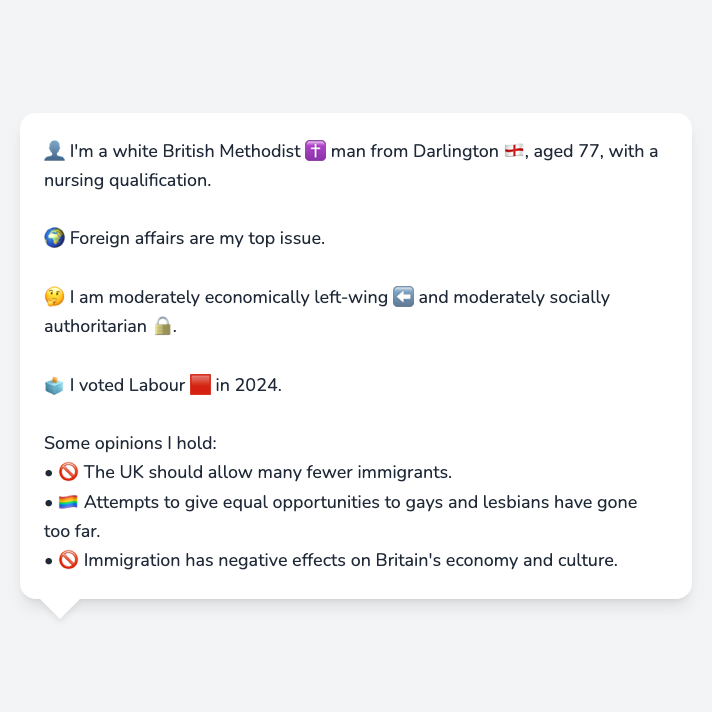 👤 I'm a white British Methodist ✝️ man from Darlington 🏴󠁧󠁢󠁥󠁮󠁧󠁿, aged 77, with a
nursing qualification.
🌍 Foreign affairs are my top issue.
🤔 I am moderately economically left-wing ⬅️ and moderately socially
authoritarian 🔒.
🗳️ I voted Labour 🟥 in 2024.
Some opinions I hold:
• 🚫 The UK should allow many fewer immigrants.
• 🏳️‍🌈 Attempts to give equal opportunities to gays and lesbians have gone
too far.
• 🚫 Immigration has negative effects on Britain's economy and culture.